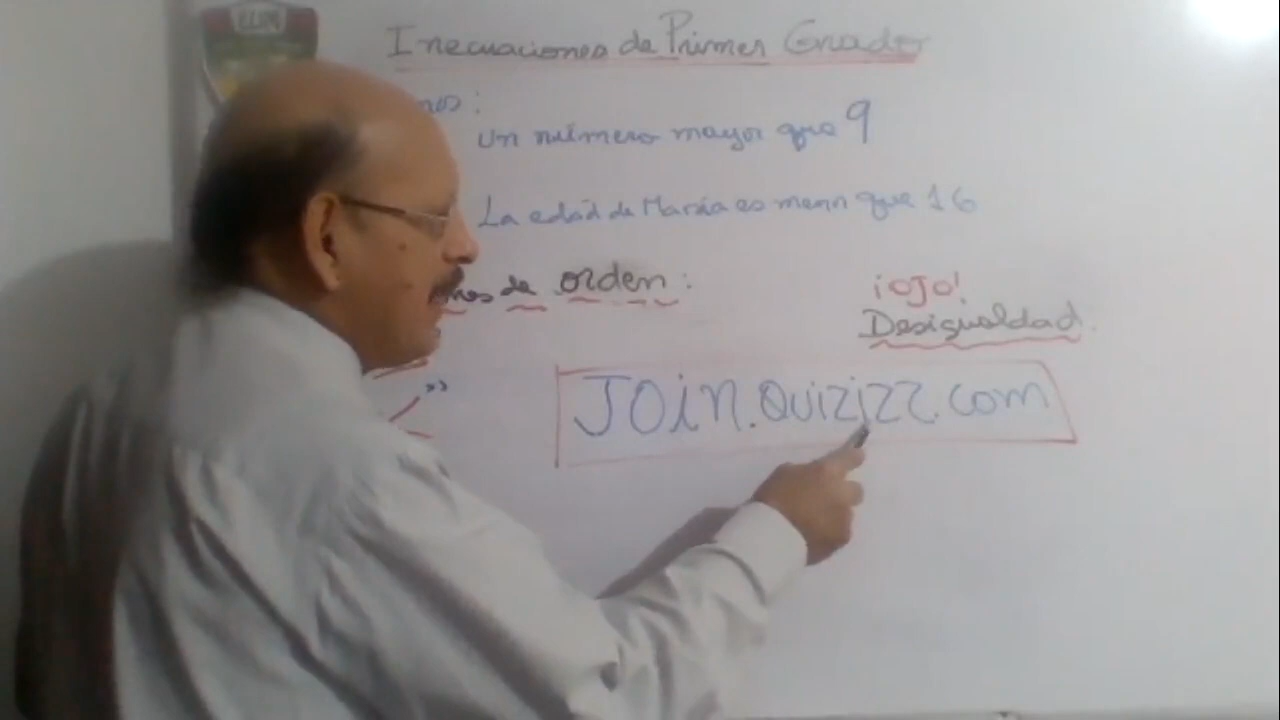 Inecuaciones de Primer Grado
un número mayor que 9
La edad de María es menor que 16
de orden:
¡OJO!
Desigualdad.
JOiN.Quizizz.com